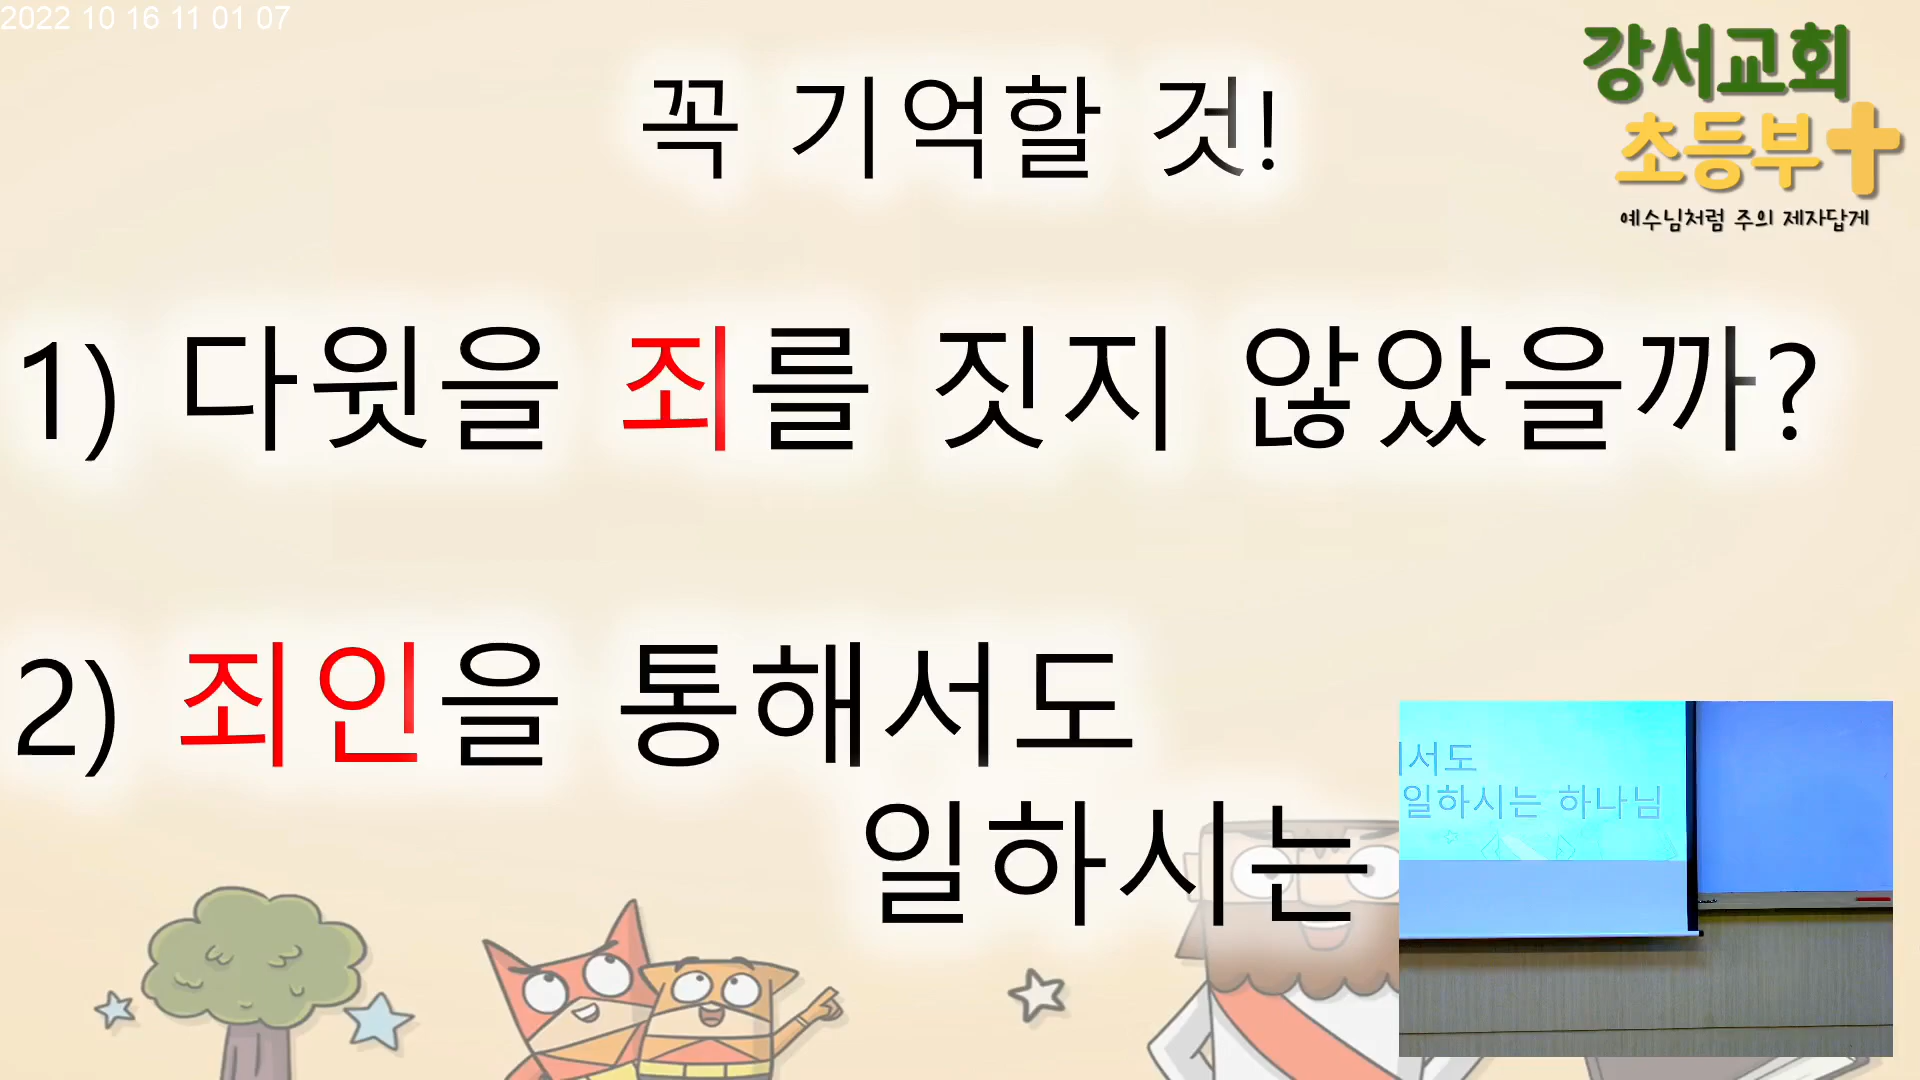 2022 10 16 11 01 07
강서교회
초등부
예수님처럼 주의 제자답게
꼭 기억할 것!
1) 다윗을 죄를 짓지 않았을까?
2) 죄인을 통해서도
일하시는
서도
일하시는 하나님